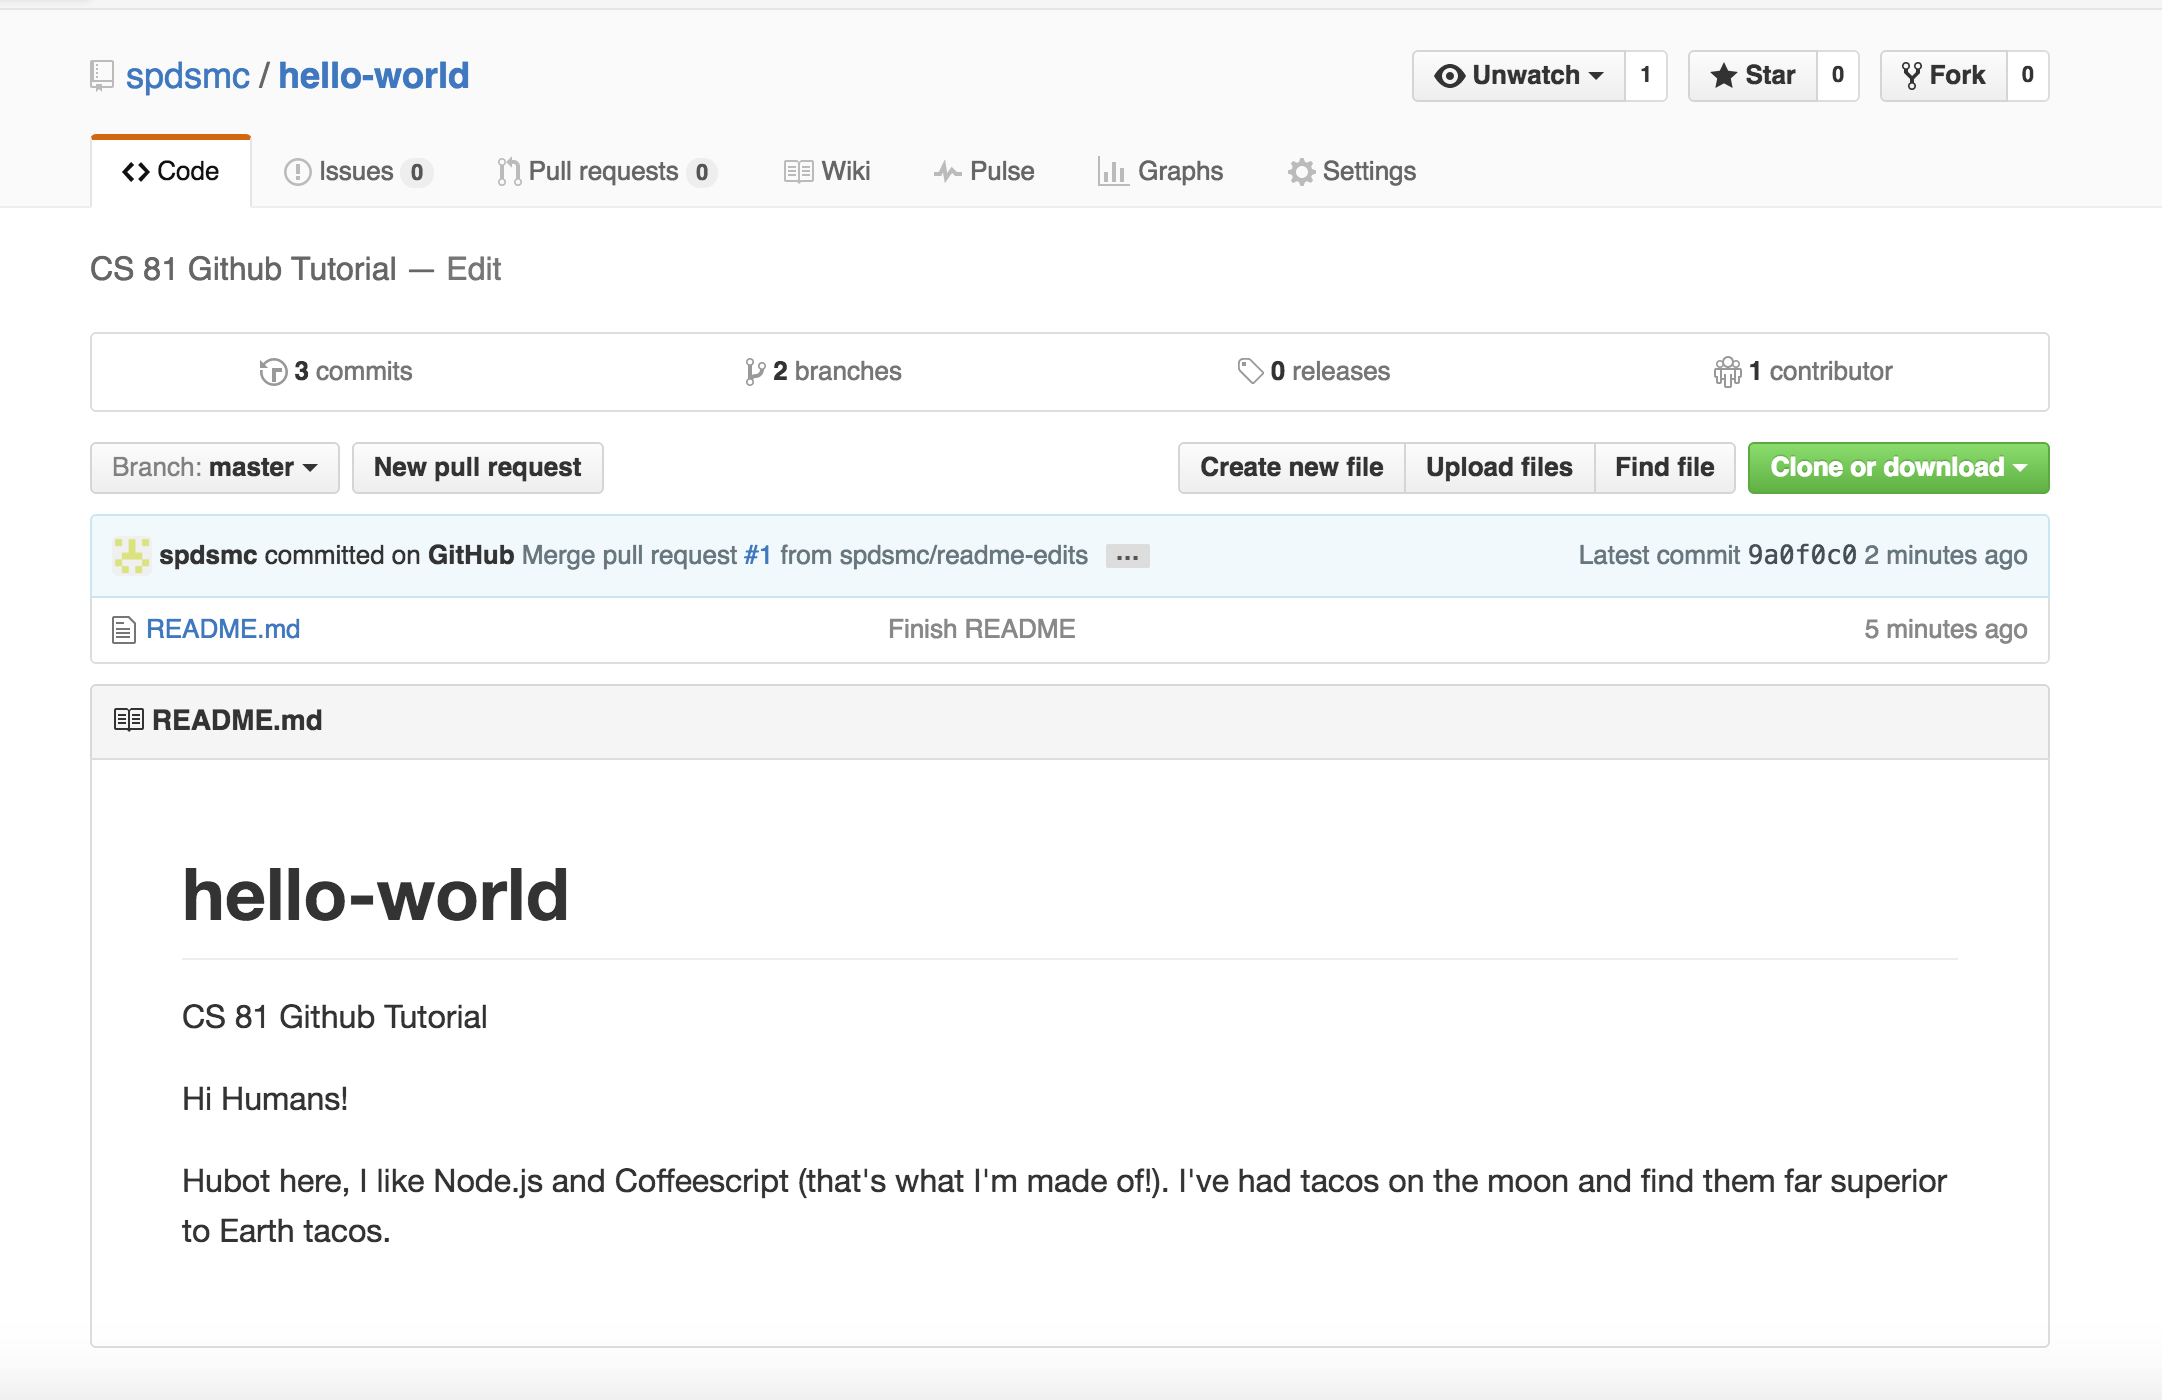 spdsmc / hello-world
Unwatch 1 Star 0 Fork 0
Code Issues 0 Pull requests 0 Wiki Pulse Graphs Settings
CS 81 Github Tutorial — Edit
3 commits 2 branches 0 releases 1 contributor
Branch: master New pull request Create new file Upload files Find file Clone or download
spdsmc committed on GitHub Merge pull request #1 from spdsmc/readme-edits ... Latest commit 9a0f0c0 2 minutes ago
README.md Finish README 5 minutes ago
README.md
hello-world
CS 81 Github Tutorial
Hi Humans!
Hubot here, I like Node.js and Coffeescript (that's what I'm made of!). I've had tacos on the moon and find them far superior
to Earth tacos.